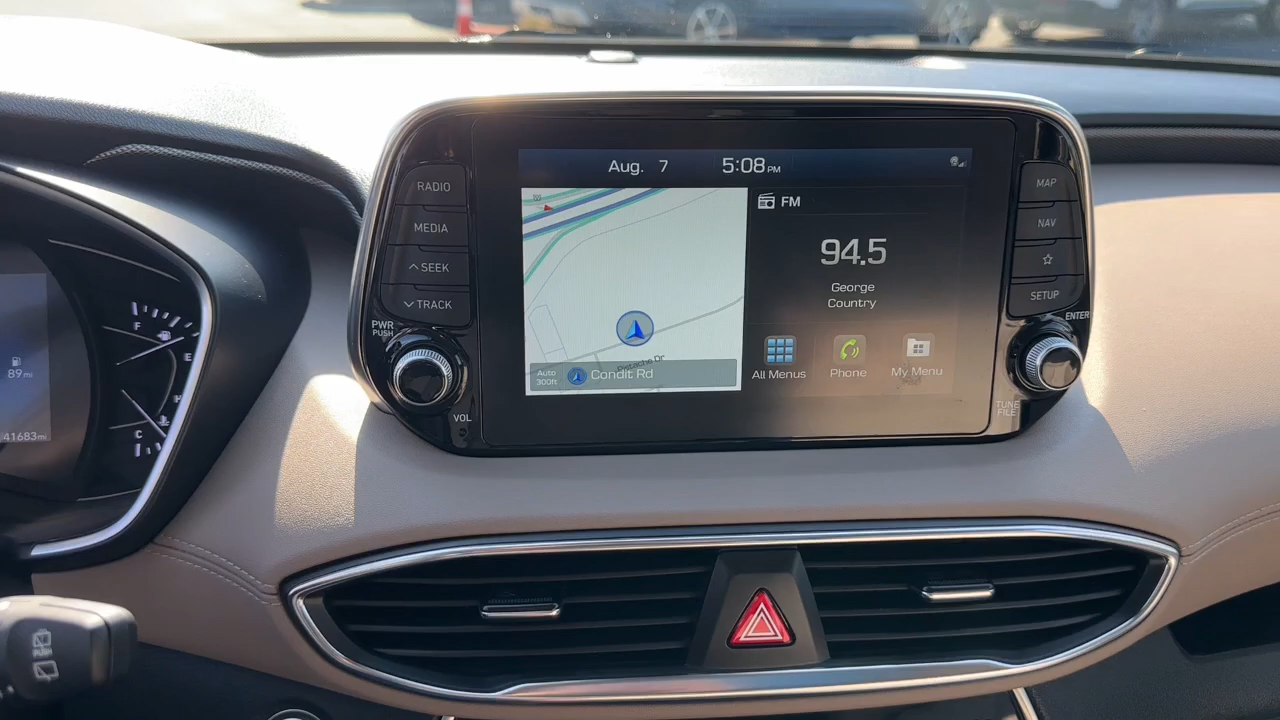 Aug. 7
5:08 PM
RADIO
MEDIA
SEEK
TRACK
PWR
PUSH
VOL
FM
94.5
George
Country
All Menus
Phone
My Menu
Auto
300ft
Condit Rd
MAP
NAV
SETUP
ENTER
TUNE
FILE
F
E
H
C
89mi
41683mi
PUSH